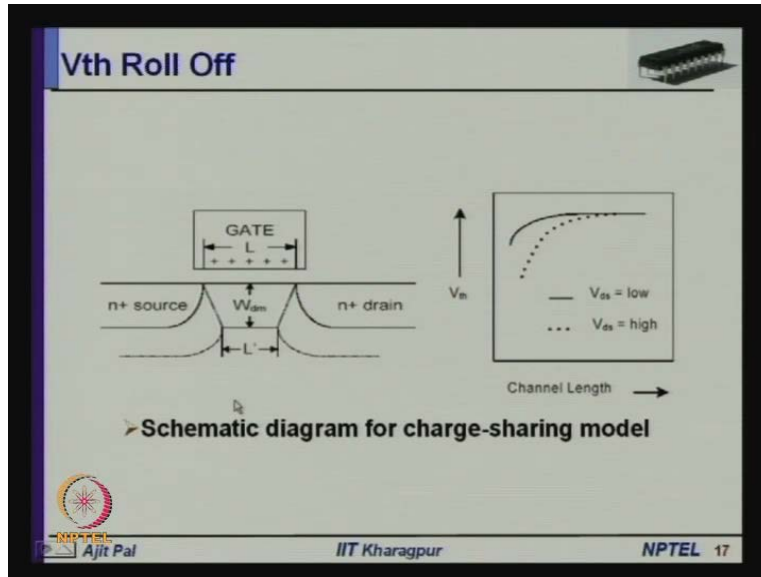 Vth Roll Off
GATE
L
+ + + + +
n+ source
Wdm
n+ drain
L'
Vth
Vds = low
Vds = high
Channel Length
Schematic diagram for charge-sharing model
NPTEL
Ajit Pal
IIT Kharagpur
NPTEL 17